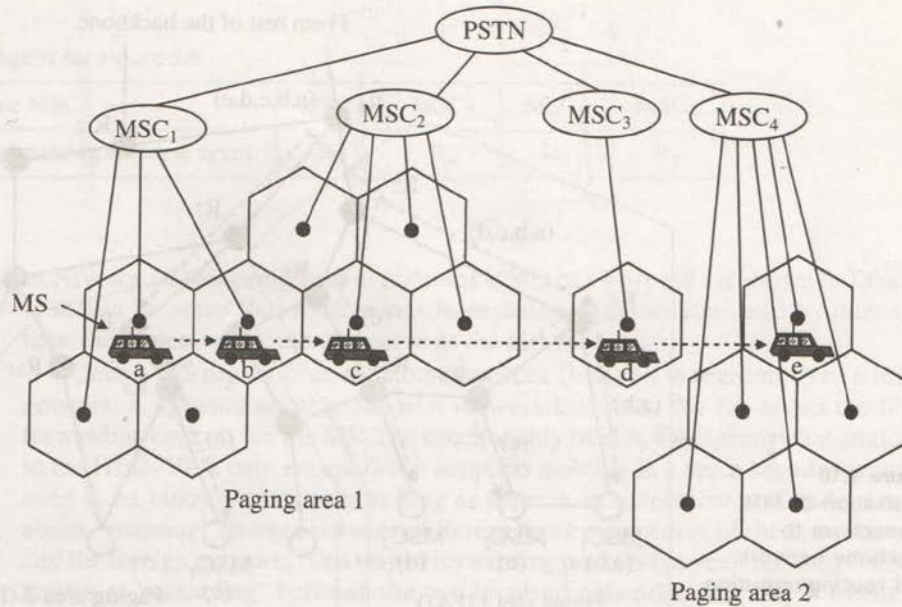 PSTN
MSC₁
MSC₂
MSC₃
MSC₄
MS
a
b
c
d
e
Paging area 1
Paging area 2